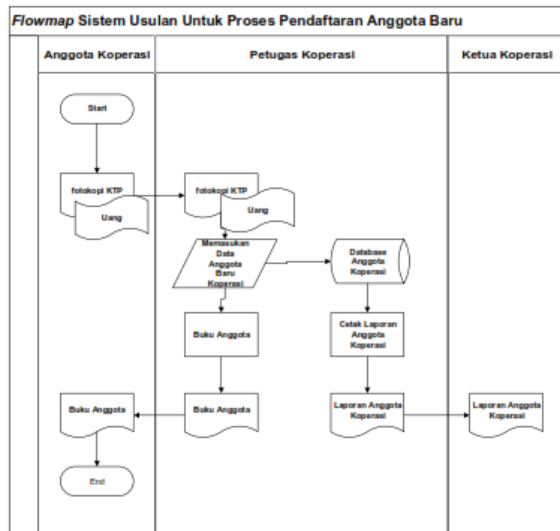 Flowmap Sistem Usulan Untuk Proses Pendaftaran Anggota Baru
Anggota Koperasi
Petugas Koperasi
Ketua Koperasi
Start
fotokopi KTP
Uang
fotokopi KTP
Uang
Memasukan
Data
Anggota
Baru
Koperasi
Database
Anggota
Koperasi
Buku Anggota
Cetak Laporan
Anggota
Koperasi
Buku Anggota
Buku Anggota
Laporan Anggota
Koperasi
Laporan Anggota
Koperasi
End